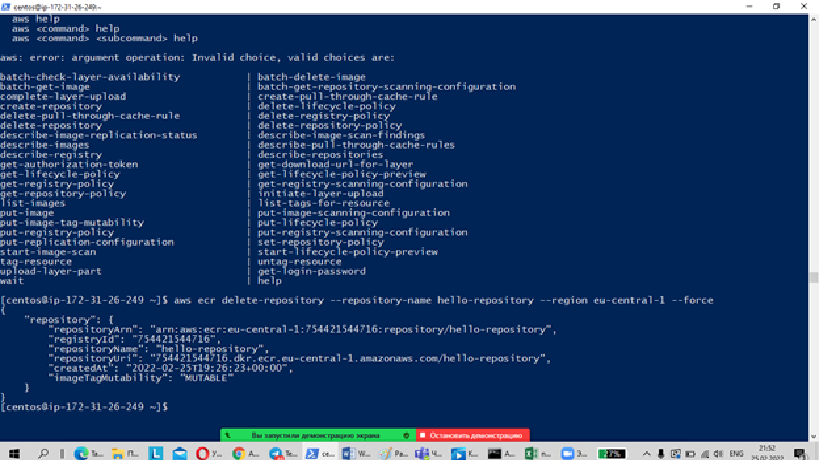 centos@ip-172-31-26-249:~
aws help
aws <command> help
aws <command> <subcommand> help
aws: error: argument operation: Invalid choice, valid choices are:
batch-check-layer-availability | batch-delete-image
batch-get-image | batch-get-repository-scanning-configuration
complete-layer-upload | create-pull-through-cache-rule
create-repository | delete-lifecycle-policy
delete-pull-through-cache-rule | delete-registry-policy
delete-repository | delete-repository-policy
describe-image-replication-status | describe-image-scan-findings
describe-images | describe-pull-through-cache-rules
describe-registry | describe-repositories
get-authorization-token | get-download-url-for-layer
get-lifecycle-policy | get-lifecycle-policy-preview
get-registry-policy | get-registry-scanning-configuration
get-repository-policy | initiate-layer-upload
list-images | list-tags-for-resource
put-image | put-image-scanning-configuration
put-image-tag-mutability | put-lifecycle-policy
put-registry-policy | put-registry-scanning-configuration
put-replication-configuration | set-repository-policy
start-image-scan | start-lifecycle-policy-preview
tag-resource | untag-resource
upload-layer-part | get-login-password
wait | help
[centos@ip-172-31-26-249 ~]$ aws ecr delete-repository --repository-name hello-repository --region eu-central-1 --force
{
"repository": {
"repositoryArn": "arn:aws:ecr:eu-central-1:754421544716:repository/hello-repository",
"registryId": "754421544716",
"repositoryName": "hello-repository",
"repositoryUri": "754421544716.dkr.ecr.eu-central-1.amazonaws.com/hello-repository",
"createdAt": "2022-02-25T19:26:23+00:00",
"imageTagMutability": "MUTABLE"
}
}
[centos@ip-172-31-26-249 ~]$
Вы запустили демонстрацию экрана
Остановить демонстрацию
27%
ENG
21:52
25.02.2022